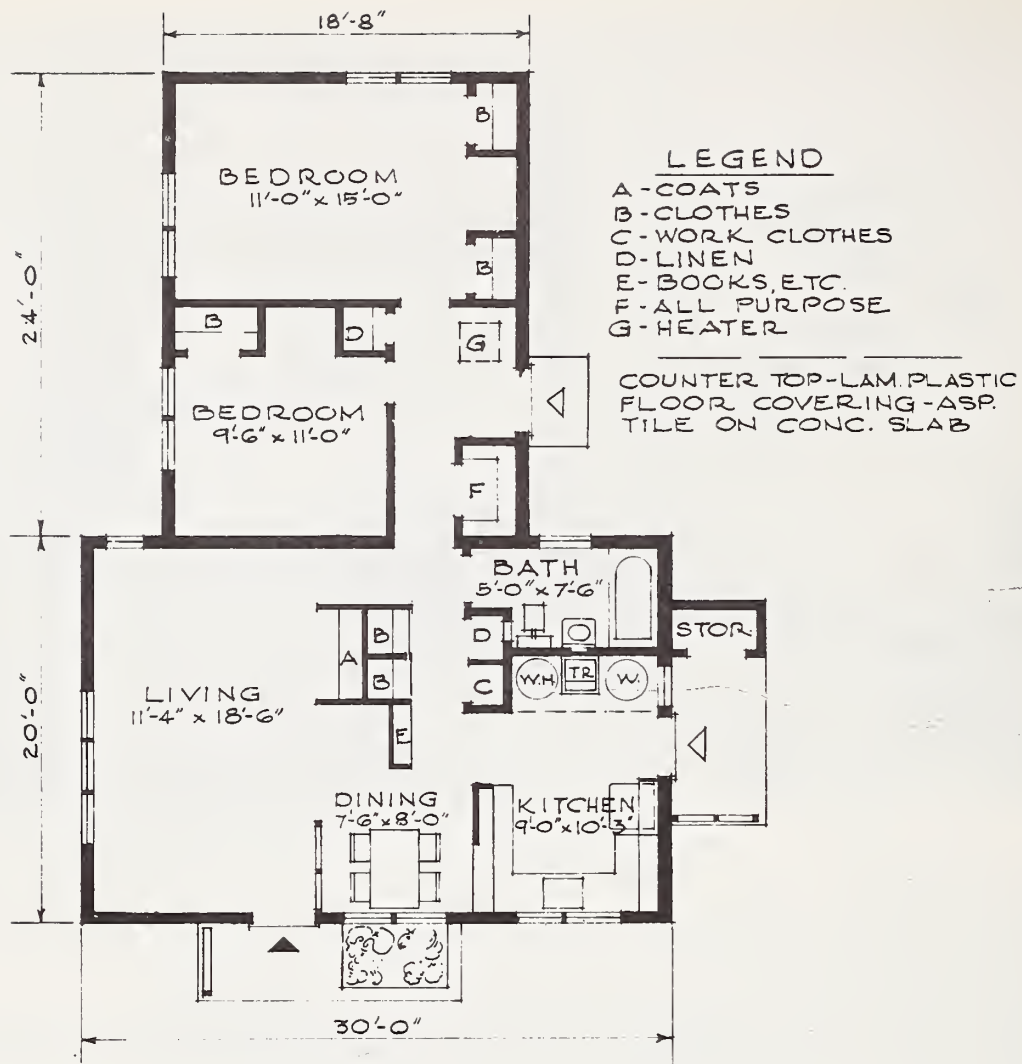 18'-8"
B
BEDROOM
11'-0" x 15'-0"
B
24'-0"
LEGEND
A - COATS
B - CLOTHES
C - WORK CLOTHES
D - LINEN
E - BOOKS, ETC.
F - ALL PURPOSE
G - HEATER
COUNTER TOP-LAM. PLASTIC
FLOOR COVERING-ASP.
TILE ON CONC. SLAB
B
D
G
BEDROOM
9'-6" x 11'-0"
F
BATH
5'-0" x 7'-6"
A
B
B
D
C
STOR.
W.H.
TR
W.
LIVING
11'-4" x 18'-6"
20'-0"
E
DINING
7'-6" x 8'-0"
KITCHEN
9'-0" x 10'-3"
30'-0"